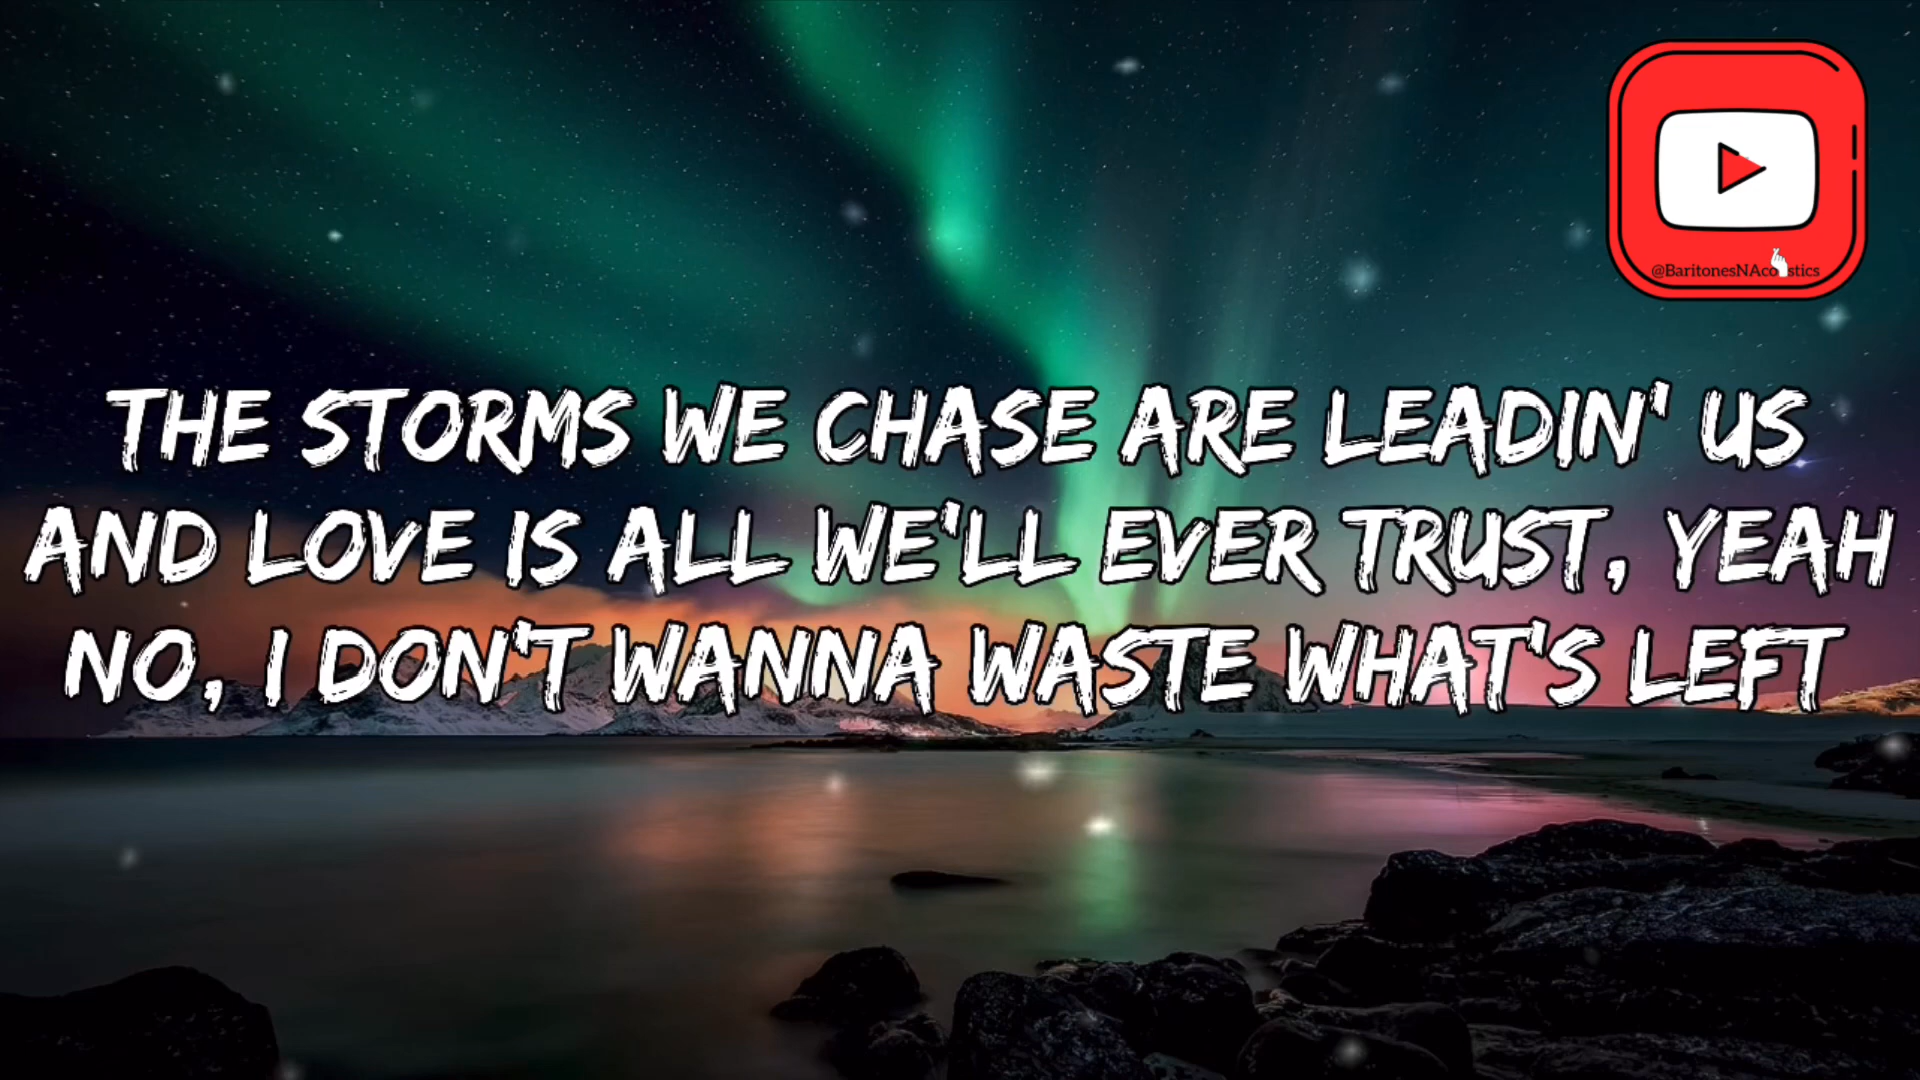 @BaritonesNAcoustics
THE STORMS WE CHASE ARE LEADIN' US
AND LOVE IS ALL WE'LL EVER TRUST, YEAH
NO, I DON'T WANNA WASTE WHAT'S LEFT